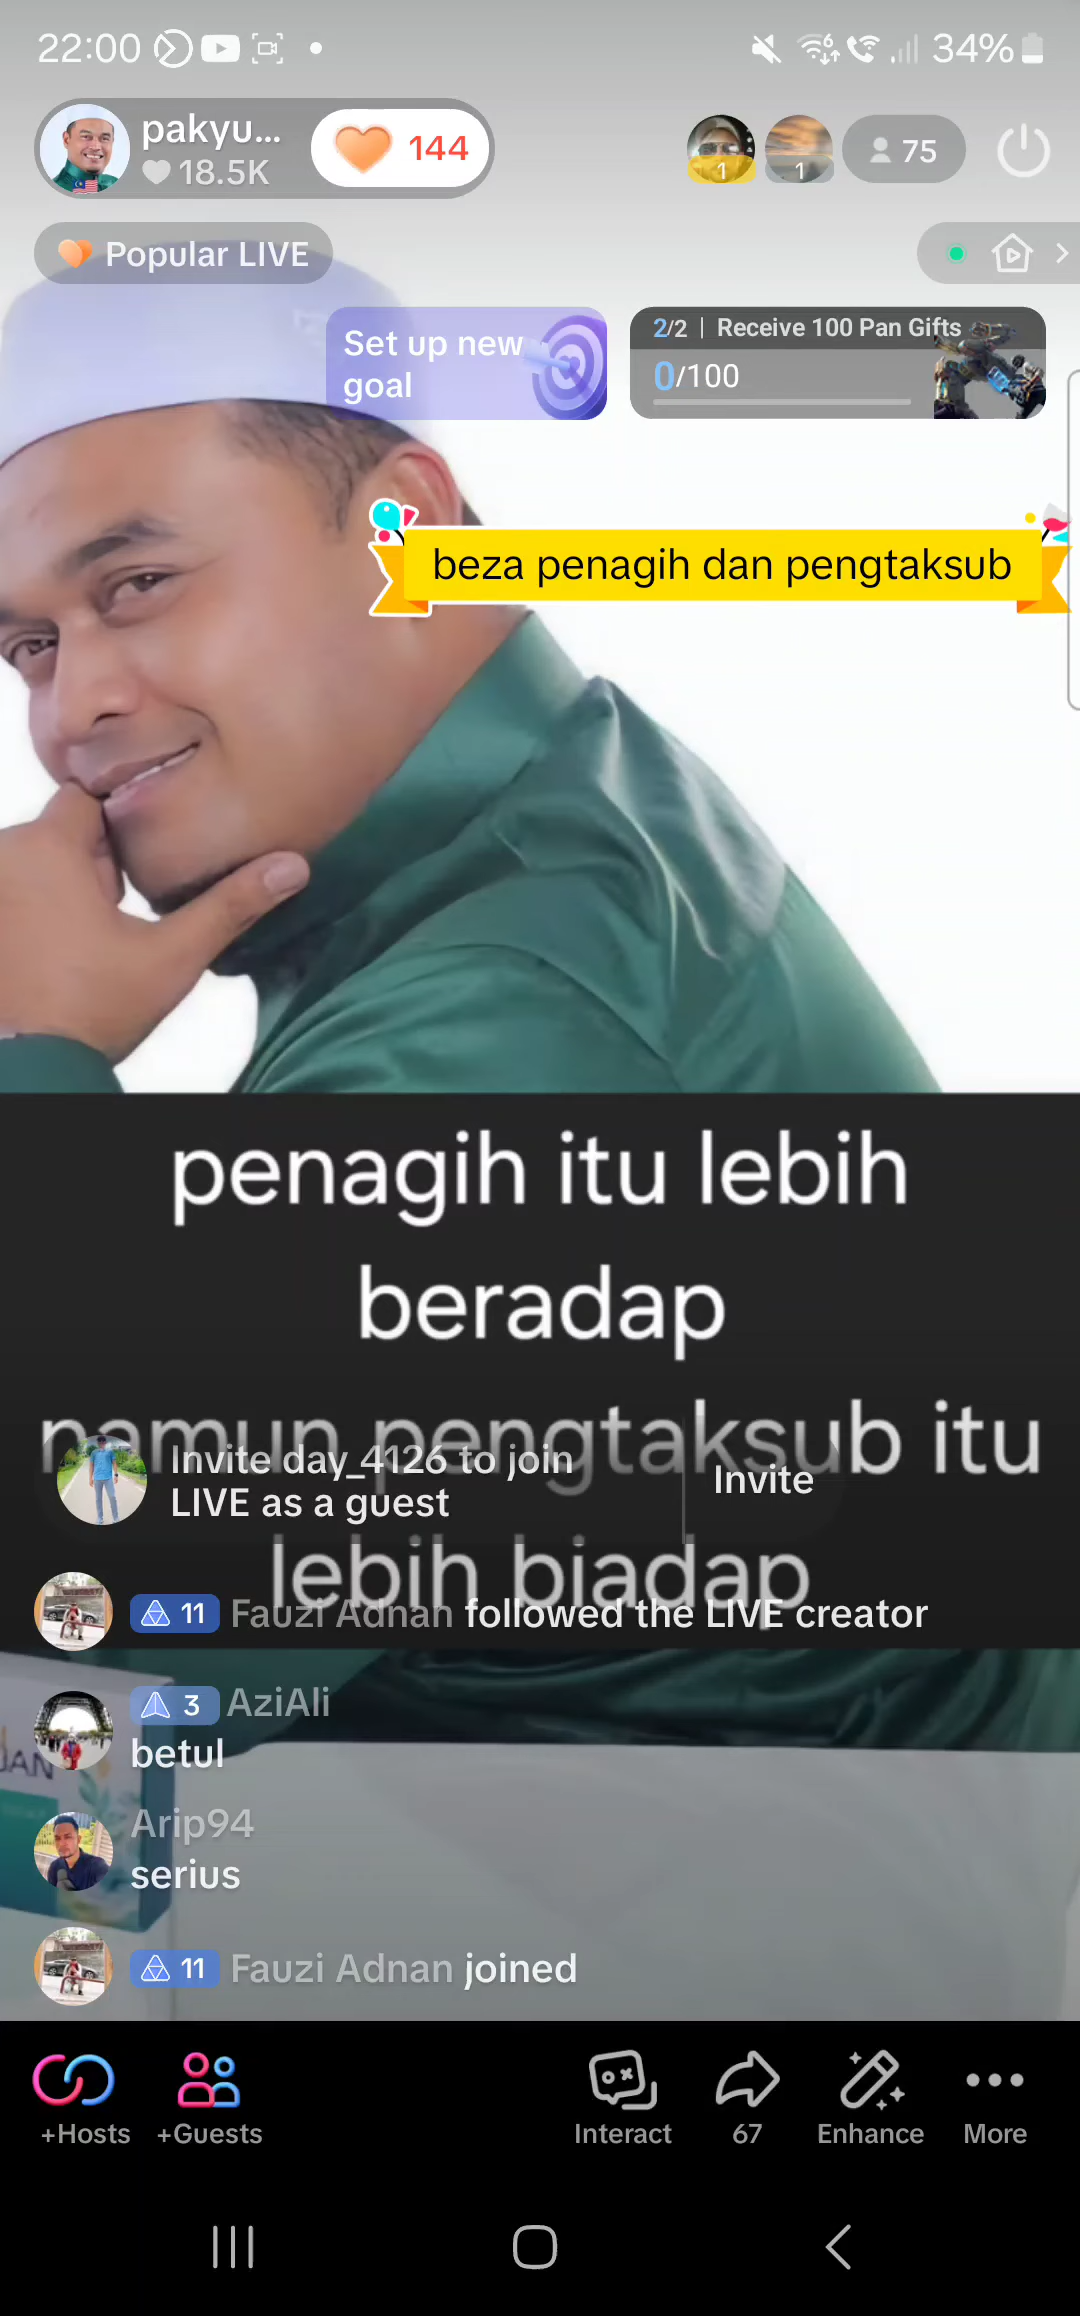 22:00
34%
pakyu...
18.5K
144
1
1
75
Popular LIVE
Set up new
goal
2/2 | Receive 100 Pan Gifts
0/100
beza penagih dan pengtaksub
penagih itu lebih
beradap
namun pengtaksub itu
lebih biadap
Invite day_4126 to join
LIVE as a guest
Invite
11 Fauzi Adnan followed the LIVE creator
3 AziAli
betul
Arip94
serius
11 Fauzi Adnan joined
+Hosts
+Guests
Interact
67
Enhance
More